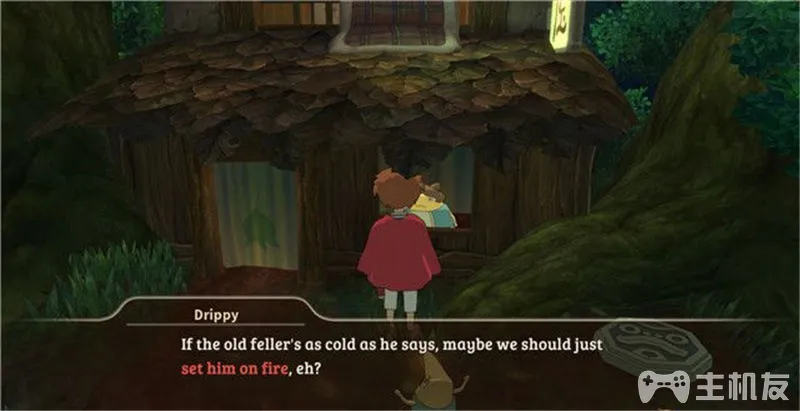 Drippy
If the old feller's as cold as he says, maybe we should just
set him on fire, eh?
主机友